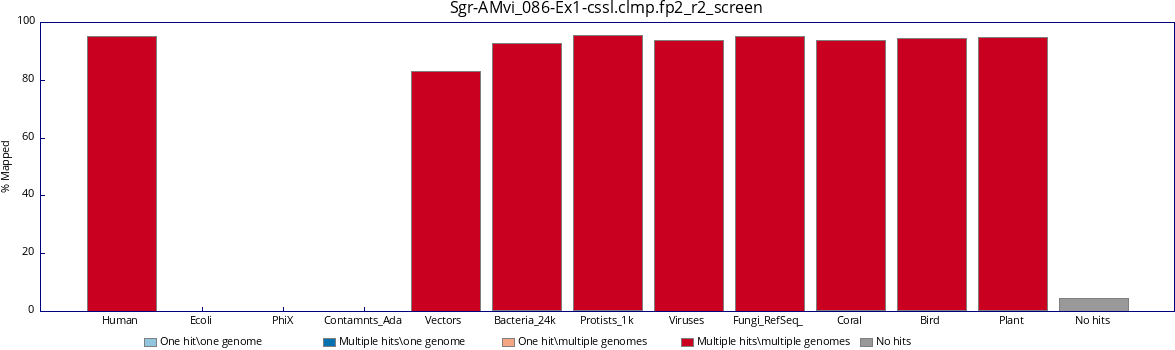 Sgr-AMvi_086-Ex1-cssl.clmp.fp2_r2_screen
100
80
60
40
20
0
% Mapped
Human Ecoli PhiX Contamnts_Ada Vectors Bacteria_24k Protists_1k Viruses Fungi_RefSeq_ Coral Bird Plant No hits
One hit\one genome Multiple hits\one genome One hit\multiple genomes Multiple hits\multiple genomes No hits